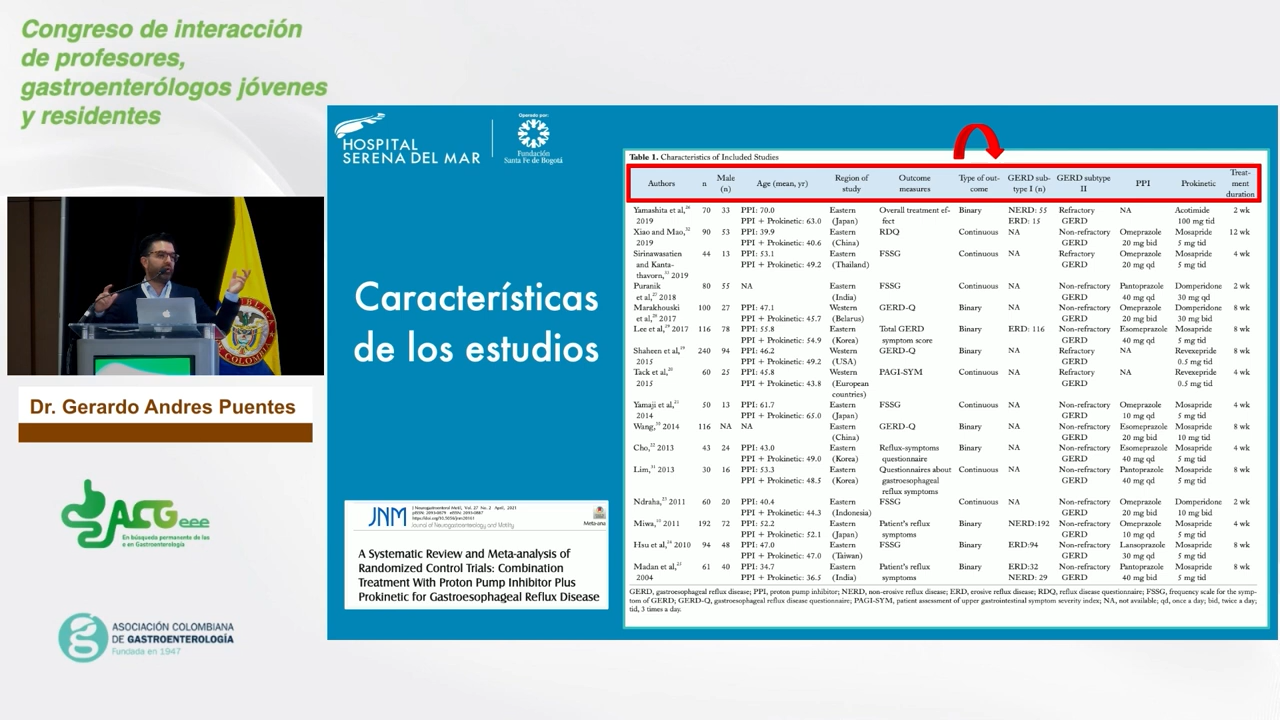 Congreso de interacción
de profesores,
gastroenterólogos jóvenes
y residentes
HOSPITAL
SERENA DEL MAR
Operado por:
Fundación
Santa Fe de Bogotá
Características
de los estudios
JNM
J Neurogastroenterol Motil, Vol. 27 No. 2 April, 2021
Journal of Neurogastroenterology and Motility
A Systematic Review and Meta-analysis of
Randomized Control Trials: Combination
Treatment With Proton Pump Inhibitor Plus
Prokinetic for Gastroesophageal Reflux Disease
Table 1. Characteristics of Included Studies
Authors n Male (n) Age (mean, yr) Region of study Outcome measures Type of outcome GERD sub-type I (n) GERD subtype II PPI Prokinetic Treat-ment duration
Yamashita et al, 2019 70 33 PPI: 70.0 PPI + Prokinetic: 63.0 Eastern (Japan) Overall treatment effect Binary NERD: 55 ERD: 15 Refractory GERD NA Acotimide 100 mg tid 2 wk
Xiao and Mao, 2019 90 53 PPI: 39.9 PPI + Prokinetic: 40.6 Eastern (China) RDQ Continuous NA Non-refractory GERD Omeprazole 20 mg bid Mosapride 5 mg tid 12 wk
Sirinawasatien and Kanta-thavorn, 2019 44 13 PPI: 53.1 PPI + Prokinetic: 49.2 Eastern (Thailand) FSSG Continuous NA Refractory GERD Omeprazole 20 mg qd Mosapride 5 mg tid 4 wk
Puranik et al, 2018 80 55 NA Eastern (India) FSSG Continuous NA Non-refractory GERD Pantoprazole 40 mg qd Domperidone 30 mg qd 2 wk
Marakhouski et al, 2017 100 27 PPI: 47.1 PPI + Prokinetic: 45.7 Western (Belarus) GERD-Q Binary NA Non-refractory GERD Omeprazole 20 mg bid Domperidone 30 mg bid 8 wk
Lee et al, 2017 116 78 PPI: 55.8 PPI + Prokinetic: 54.9 Eastern (Korea) Total GERD symptom score Binary ERD: 116 Non-refractory GERD Esomeprazole 40 mg qd Mosapride 5 mg tid 8 wk
Shaheen et al, 2015 240 94 PPI: 46.2 PPI + Prokinetic: 49.2 Western (USA) GERD-Q Binary NA Refractory GERD NA Revexepride 0.5 mg tid 8 wk
Tack et al, 2015 60 25 PPI: 45.8 PPI + Prokinetic: 43.8 Western (European countries) PAGI-SYM Continuous NA Refractory GERD NA Revexepride 0.5 mg tid 4 wk
Yamaji et al, 2014 50 13 PPI: 61.7 PPI + Prokinetic: 65.0 Eastern (Japan) FSSG Continuous NA Non-refractory GERD Omeprazole 10 mg qd Mosapride 5 mg tid 4 wk
Wang, 2014 116 NA NA Eastern (China) GERD-Q Binary NA Non-refractory GERD Esomeprazole 20 mg bid Mosapride 10 mg tid 8 wk
Cho, 2013 43 24 PPI: 43.0 PPI + Prokinetic: 49.0 Eastern (Korea) Reflux-symptoms questionnaire Binary NA Non-refractory GERD Esomeprazole 40 mg qd Mosapride 5 mg tid 4 wk
Lim, 2013 30 16 PPI: 53.3 PPI + Prokinetic: 48.5 Eastern (Korea) Questionnaires about gastroesophageal reflux symptoms Continuous NA Non-refractory GERD Pantoprazole 40 mg qd Mosapride 5 mg tid 8 wk
Ndraha, 2011 60 20 PPI: 40.4 PPI + Prokinetic: 44.3 Eastern (Indonesia) FSSG Continuous NA Non-refractory GERD Omeprazole 20 mg bid Domperidone 10 mg bid 2 wk
Miwa, 2011 192 72 PPI: 52.2 PPI + Prokinetic: 52.1 Eastern (Japan) Patient's reflux symptoms Binary NERD:192 Non-refractory GERD Omeprazole 10 mg qd Mosapride 5 mg tid 4 wk
Hsu et al, 2010 94 48 PPI: 47.0 PPI + Prokinetic: 47.0 Eastern (Taiwan) FSSG Binary ERD:94 Non-refractory GERD Lansoprazole 30 mg qd Mosapride 5 mg tid 8 wk
Madan et al, 2004 61 40 PPI: 34.7 PPI + Prokinetic: 36.5 Eastern (India) Patient's reflux symptoms Binary ERD:32 NERD: 29 Non-refractory GERD Pantoprazole 40 mg bid Mosapride 5 mg tid 8 wk
GERD, gastroesophageal reflux disease; PPI, proton pump inhibitor; NERD, non-erosive reflux disease; ERD, erosive reflux disease; RDQ, reflux disease questionnaire; FSSG, frequency scale for the symp-
tom of GERD; GERD-Q, gastroesophageal reflux disease questionnaire; PAGI-SYM, patient assessment of upper gastrointestinal symptom severity index; NA, not available; qd, once a day; bid, twice a day;
tid, 3 times a day.
Dr. Gerardo Andres Puentes
ACG
En búsqueda permanente de la e
e en Gastroenterología
ASOCIACIÓN COLOMBIANA
DE GASTROENTEROLOGÍA
Fundada en 1947